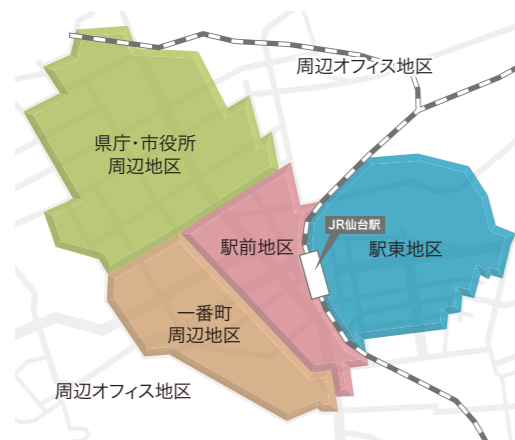 周辺オフィス地区
県庁・市役所
周辺地区
JR仙台駅
駅前地区
駅東地区
一番町
周辺地区
周辺オフィス地区